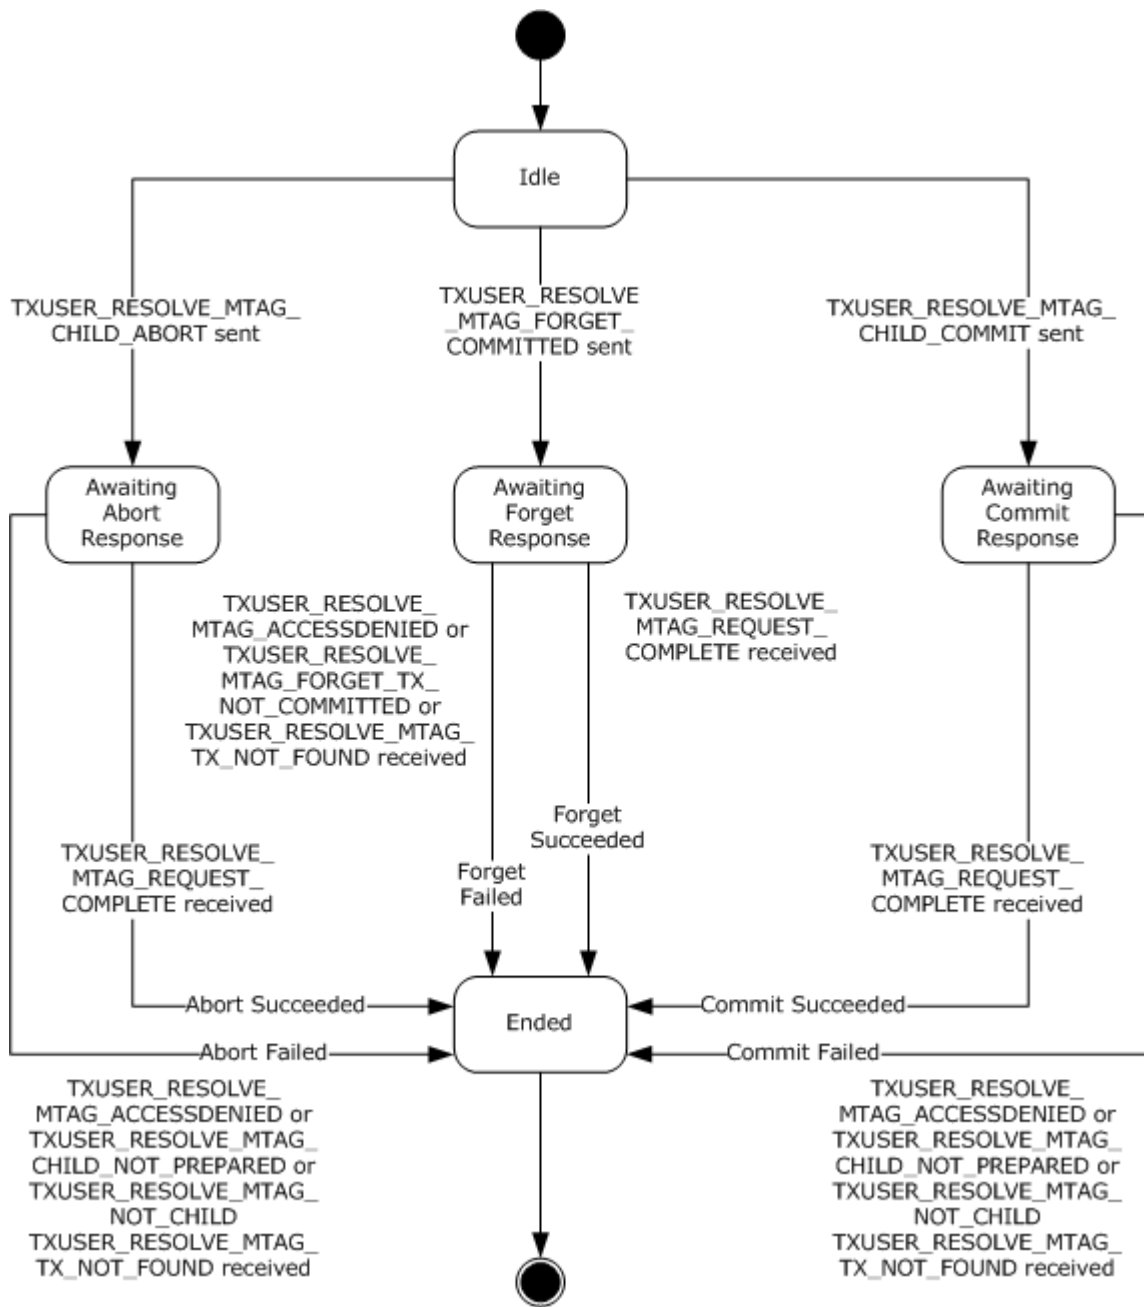 Idle
TXUSER_RESOLVE_MTAG_
CHILD_ABORT sent
TXUSER_RESOLVE
_MTAG_FORGET_
COMMITTED sent
TXUSER_RESOLVE_MTAG_
CHILD_COMMIT sent
Awaiting
Abort
Response
Awaiting
Forget
Response
Awaiting
Commit
Response
TXUSER_RESOLVE_
MTAG_ACCESSDENIED or
TXUSER_RESOLVE_
MTAG_FORGET_TX_
NOT_COMMITTED or
TXUSER_RESOLVE_MTAG_
TX_NOT_FOUND received
TXUSER_RESOLVE_
MTAG_REQUEST_
COMPLETE received
Forget
Succeeded
TXUSER_RESOLVE_
MTAG_REQUEST_
COMPLETE received
Forget
Failed
TXUSER_RESOLVE_
MTAG_REQUEST_
COMPLETE received
Abort Succeeded
Ended
Commit Succeeded
Abort Failed
Commit Failed
TXUSER_RESOLVE_
MTAG_ACCESSDENIED or
TXUSER_RESOLVE_MTAG_
CHILD_NOT_PREPARED or
TXUSER_RESOLVE_MTAG_
NOT_CHILD
TXUSER_RESOLVE_MTAG_
TX_NOT_FOUND received
TXUSER_RESOLVE_
MTAG_ACCESSDENIED or
TXUSER_RESOLVE_MTAG_
CHILD_NOT_PREPARED or
TXUSER_RESOLVE_MTAG_
NOT_CHILD
TXUSER_RESOLVE_MTAG_
TX_NOT_FOUND received